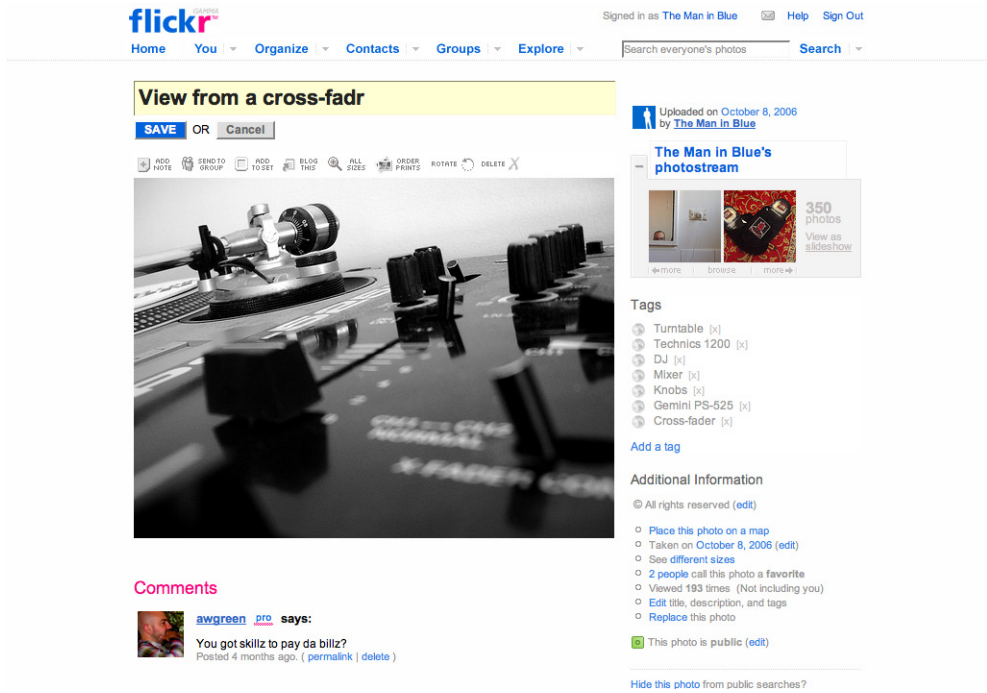 flickr GAMMA
Signed in as The Man in Blue Help Sign Out
Home You Organize Contacts Groups Explore Search everyone's photos Search
View from a cross-fadr
SAVE OR Cancel
ADD NOTE SEND TO GROUP ADD TO SET BLOG THIS ALL SIZES ORDER PRINTS ROTATE DELETE
CH1 CH2
NORMAL
X-FADER CON
Comments
awgreen pro says:
You got skillz to pay da billz?
Posted 4 months ago. ( permalink | delete )
Uploaded on October 8, 2006
by The Man in Blue
The Man in Blue's
photostream
350
photos
View as
slideshow
more browse more
Tags
Turntable [x]
Technics 1200 [x]
DJ [x]
Mixer [x]
Knobs [x]
Gemini PS-525 [x]
Cross-fader [x]
Add a tag
Additional Information
© All rights reserved (edit)
Place this photo on a map
Taken on October 8, 2006 (edit)
See different sizes
2 people call this photo a favorite
Viewed 193 times (Not including you)
Edit title, description, and tags
Replace this photo
This photo is public (edit)
Hide this photo from public searches?